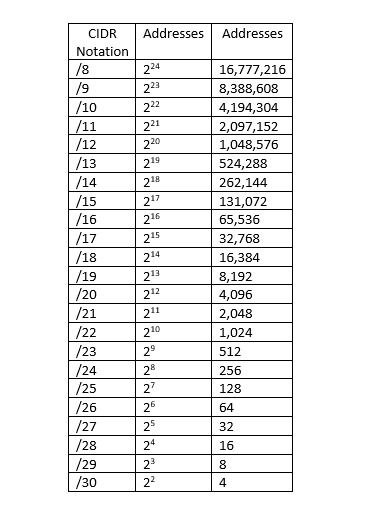 CIDR Notation Addresses Addresses
/8 2²⁴ 16,777,216
/9 2²³ 8,388,608
/10 2²² 4,194,304
/11 2²¹ 2,097,152
/12 2²⁰ 1,048,576
/13 2¹⁹ 524,288
/14 2¹⁸ 262,144
/15 2¹⁷ 131,072
/16 2¹⁶ 65,536
/17 2¹⁵ 32,768
/18 2¹⁴ 16,384
/19 2¹³ 8,192
/20 2¹² 4,096
/21 2¹¹ 2,048
/22 2¹⁰ 1,024
/23 2⁹ 512
/24 2⁸ 256
/25 2⁷ 128
/26 2⁶ 64
/27 2⁵ 32
/28 2⁴ 16
/29 2³ 8
/30 2² 4